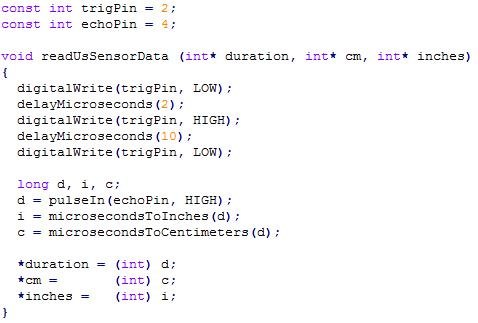 const int trigPin = 2;
const int echoPin = 4;

void readUsSensorData (int* duration, int* cm, int* inches)
{
  digitalWrite(trigPin, LOW);
  delayMicroseconds(2);
  digitalWrite(trigPin, HIGH);
  delayMicroseconds(10);
  digitalWrite(trigPin, LOW);

  long d, i, c;
  d = pulseIn(echoPin, HIGH);
  i = microsecondsToInches(d);
  c = microsecondsToCentimeters(d);

  *duration = (int) d;
  *cm =       (int) c;
  *inches =   (int) i;
}